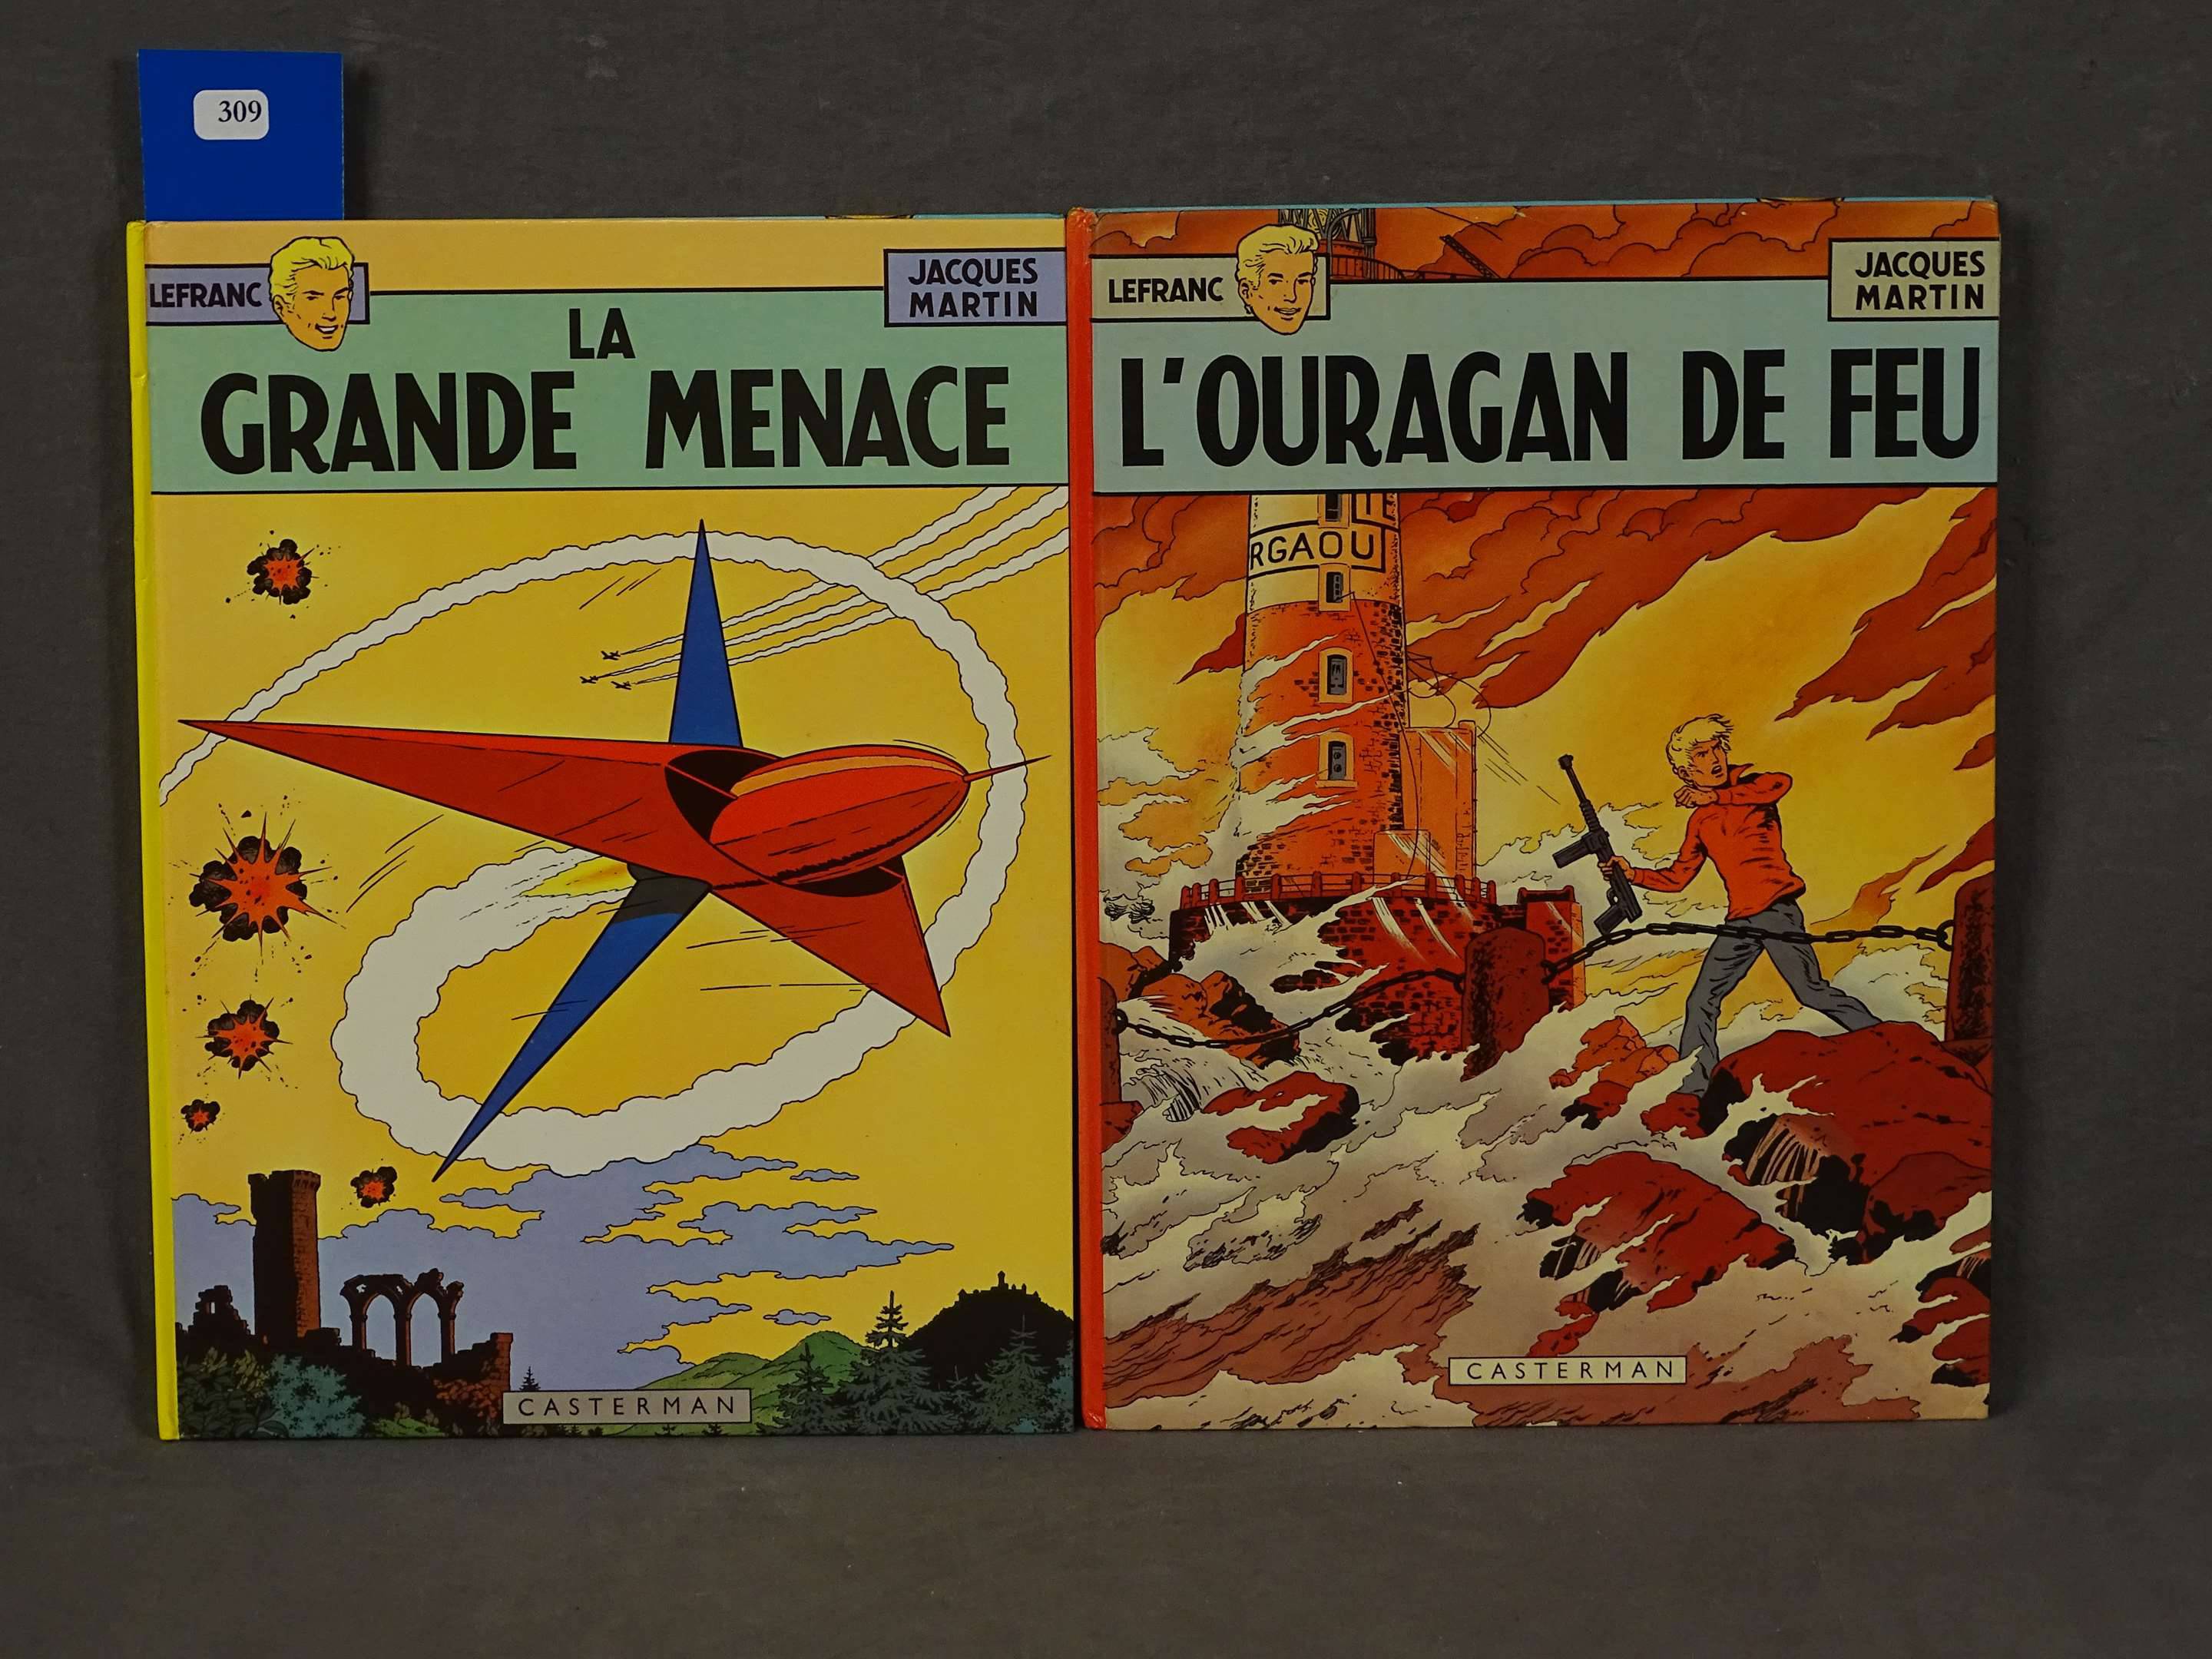 309
LEFRANC
JACQUES
MARTIN
LA
GRANDE MENACE
CASTERMAN
LEFRANC
JACQUES
MARTIN
L'OURAGAN DE FEU
RGAOU
CASTERMAN